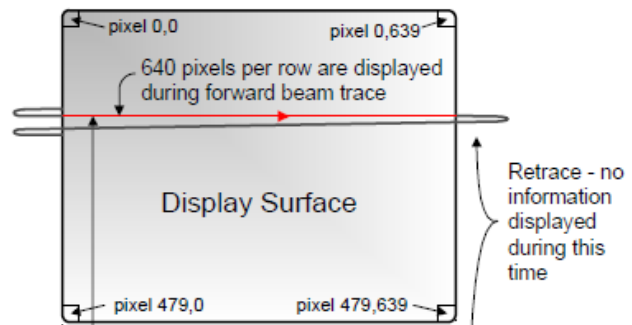 pixel 0,0
pixel 0,639
640 pixels per row are displayed
during forward beam trace
Display Surface
Retrace - no
information
displayed
during this
time
pixel 479,0
pixel 479,639